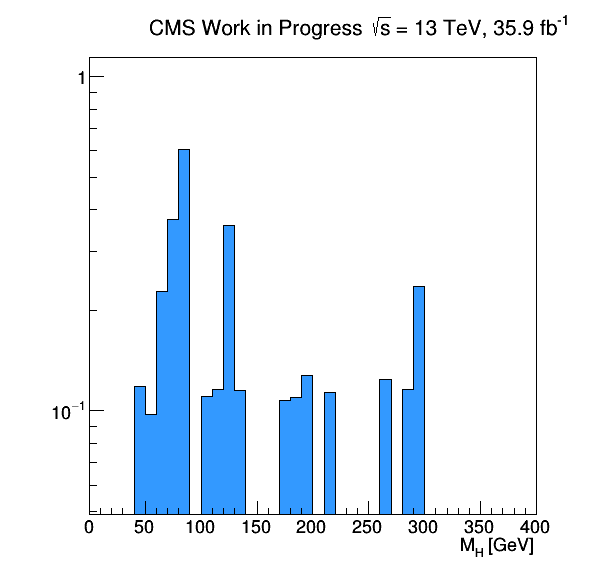 CMS Work in Progress √s = 13 TeV, 35.9 fb⁻¹
1
10⁻¹
0 50 100 150 200 250 300 350 400
M_H [GeV]